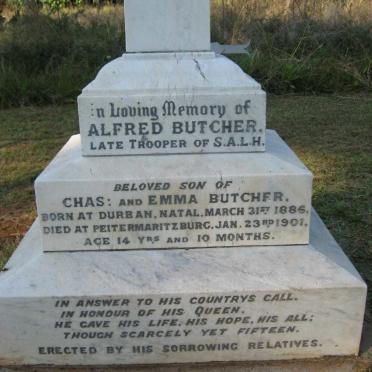 In Loving Memory of
ALFRED BUTCHER.
LATE TROOPER OF S.A.L.H.
BELOVED SON OF
CHAS: AND EMMA BUTCHER.
BORN AT DURBAN, NATAL, MARCH 31ST 1886.
DIED AT PEITERMARITZBURG. JAN. 23RD 1901.
AGE 14 YRS AND 10 MONTHS.
IN ANSWER TO HIS COUNTRYS CALL.
IN HONOUR OF HIS QUEEN.
HE GAVE HIS LIFE, HIS HOPE, HIS ALL;
THOUGH SCARCELY YET FIFTEEN.
ERECTED BY HIS SORROWING RELATIVES.